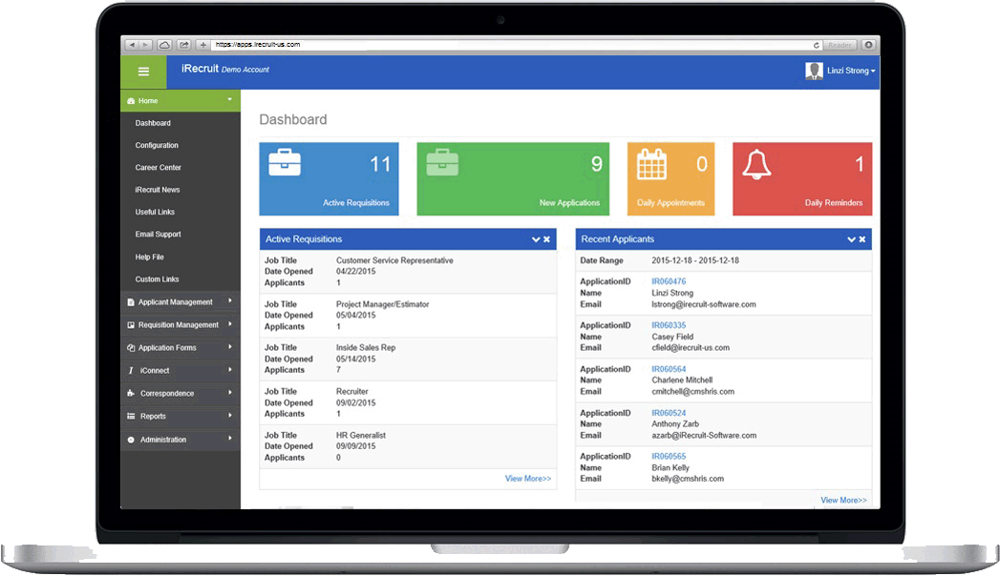 https://apps.irecruit-us.com
Reader
iRecruit Demo Account
Linzi Strong
Home
Dashboard
Configuration
Career Center
iRecruit News
Useful Links
Email Support
Help File
Custom Links
Applicant Management
Requisition Management
Application Forms
iConnect
Correspondence
Reports
Administration
Dashboard
11
Active Requisitions
9
New Applications
0
Daily Appointments
1
Daily Reminders
Active Requisitions
Job Title Customer Service Representative
Date Opened 04/22/2015
Applicants 1
Job Title Project Manager/Estimator
Date Opened 05/04/2015
Applicants 1
Job Title Inside Sales Rep
Date Opened 05/14/2015
Applicants 7
Job Title Recruiter
Date Opened 09/02/2015
Applicants 1
Job Title HR Generalist
Date Opened 09/09/2015
Applicants 0
View More>>
Recent Applicants
Date Range 2015-12-18 - 2015-12-18
ApplicationID IR060476
Name Linzi Strong
Email lstrong@irecruit-software.com
ApplicationID IR060335
Name Casey Field
Email cfield@irecruit-us.com
ApplicationID IR060564
Name Charlene Mitchell
Email cmitchell@cmshris.com
ApplicationID IR060524
Name Anthony Zarb
Email azarb@iRecruit-Software.com
ApplicationID IR060565
Name Brian Kelly
Email bkelly@cmshris.com
View More>>